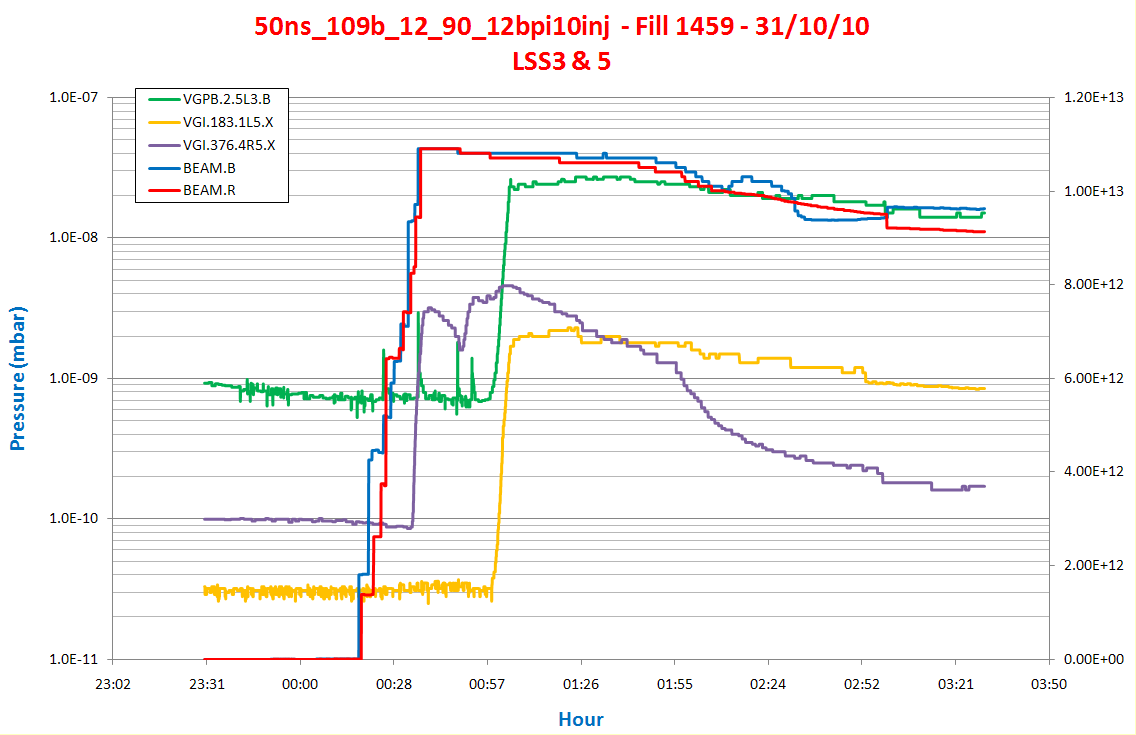 50ns_109b_12_90_12bpi10inj - Fill 1459 - 31/10/10
LSS3 & 5
VGPB.2.5L3.B
VGI.183.1L5.X
VGI.376.4R5.X
BEAM.B
BEAM.R
Pressure (mbar)
1.0E-07
1.0E-08
1.0E-09
1.0E-10
1.0E-11
1.20E+13
1.00E+13
8.00E+12
6.00E+12
4.00E+12
2.00E+12
0.00E+00
23:02 23:31 00:00 00:28 00:57 01:26 01:55 02:24 02:52 03:21 03:50
Hour